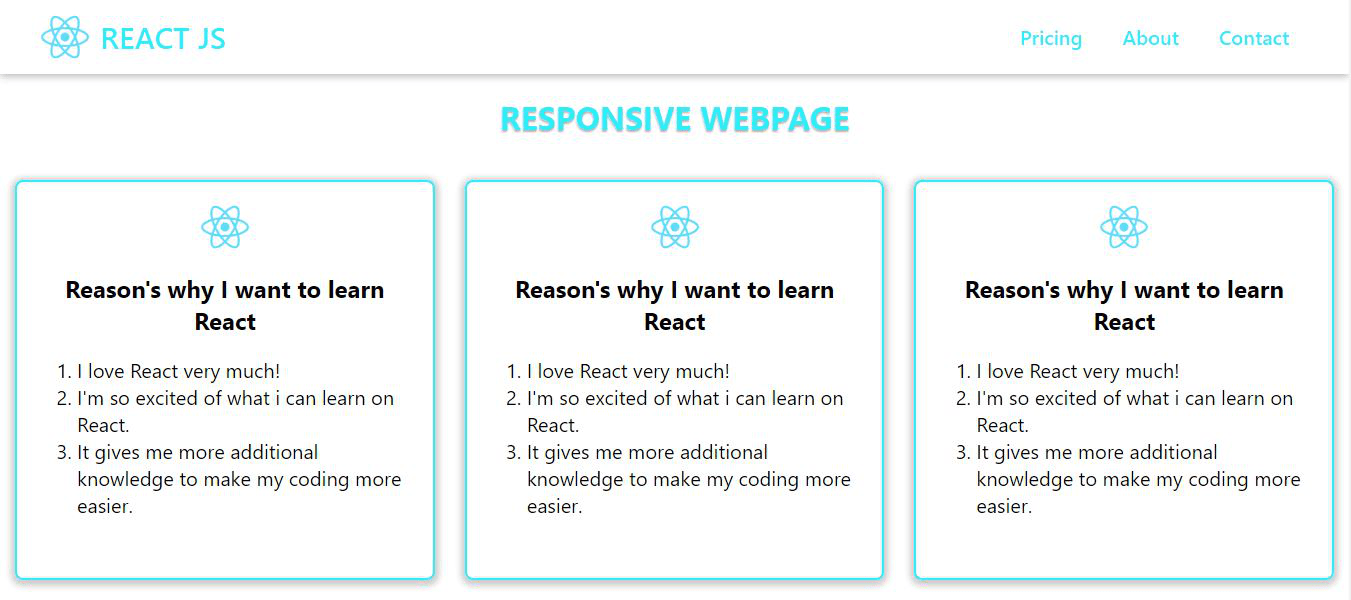 REACT JS
Pricing About Contact
RESPONSIVE WEBPAGE
Reason's why I want to learn
React
1. I love React very much!
2. I'm so excited of what i can learn on
React.
3. It gives me more additional
knowledge to make my coding more
easier.
Reason's why I want to learn
React
1. I love React very much!
2. I'm so excited of what i can learn on
React.
3. It gives me more additional
knowledge to make my coding more
easier.
Reason's why I want to learn
React
1. I love React very much!
2. I'm so excited of what i can learn on
React.
3. It gives me more additional
knowledge to make my coding more
easier.